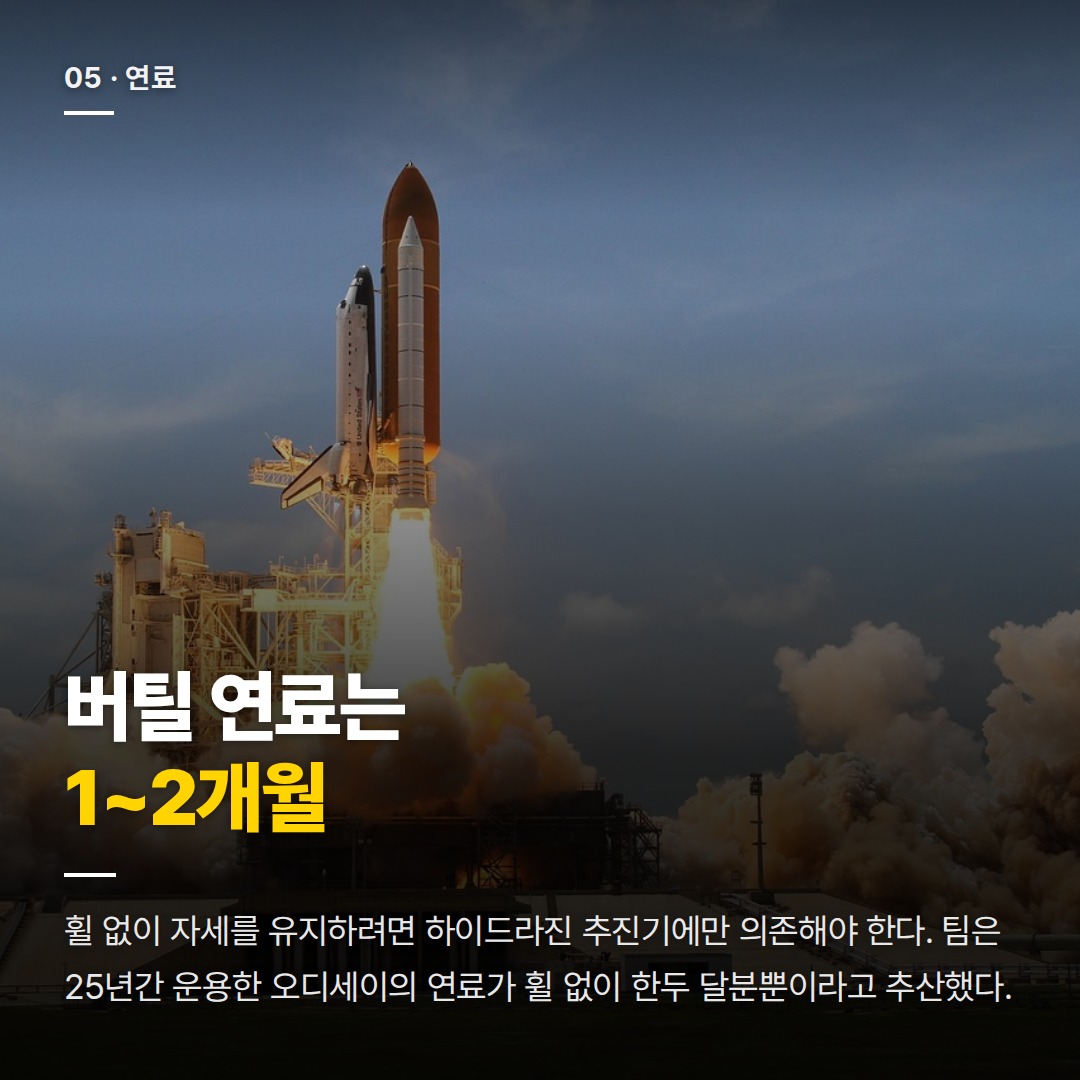 05 · 연료
버틸 연료는
1~2개월
휠 없이 자세를 유지하려면 하이드라진 추진기에만 의존해야 한다. 팀은
25년간 운용한 오디세이의 연료가 휠 없이 한두 달분뿐이라고 추산했다.
United States